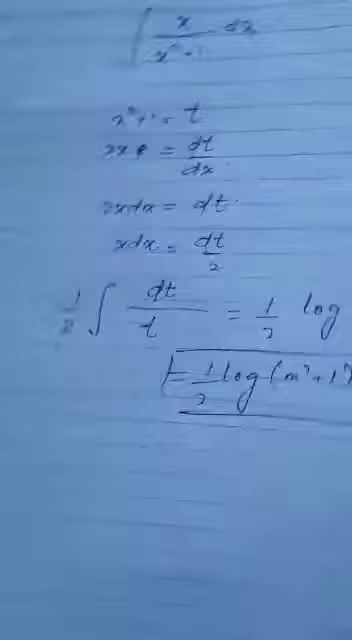 ∫ x/(x²+1) dx
x²+1 = t
2x = dt/dx
2xdx = dt
xdx = dt/2
1/2 ∫ dt/t = 1/2 log
= 1/2 log(x²+1)